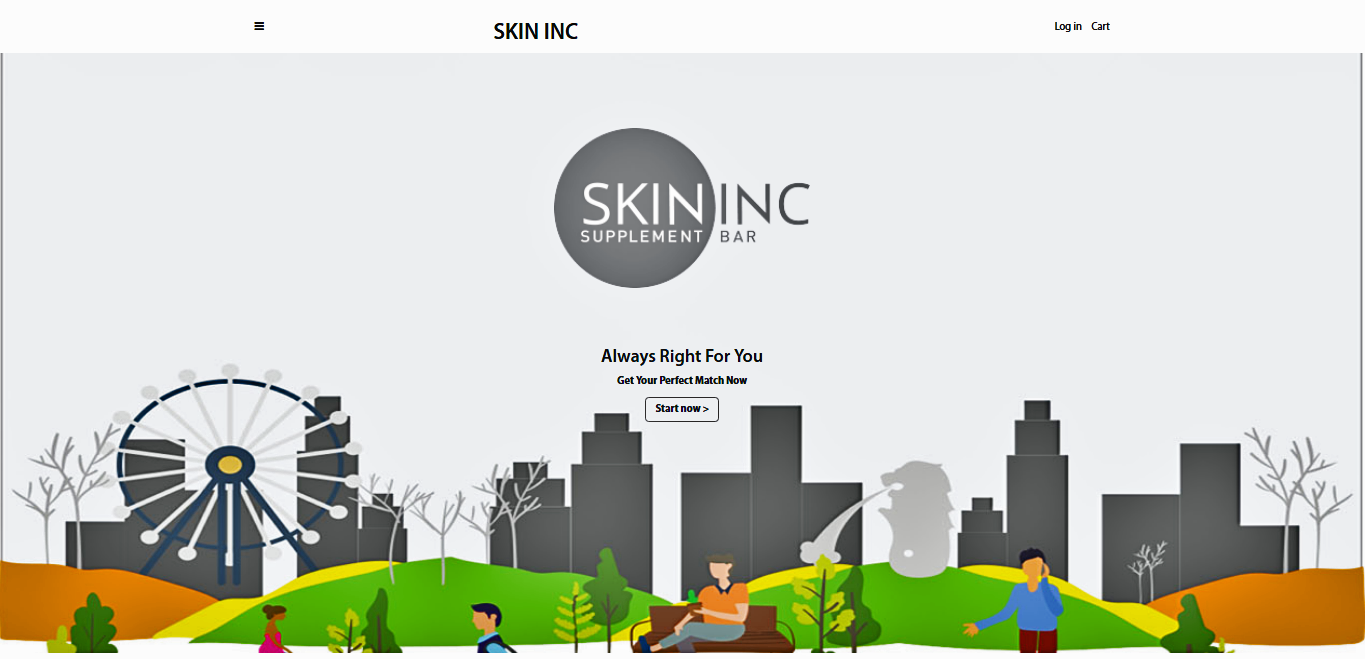 SKIN INC
Log in Cart
SKIN INC
SUPPLEMENT BAR
Always Right For You
Get Your Perfect Match Now
Start now >